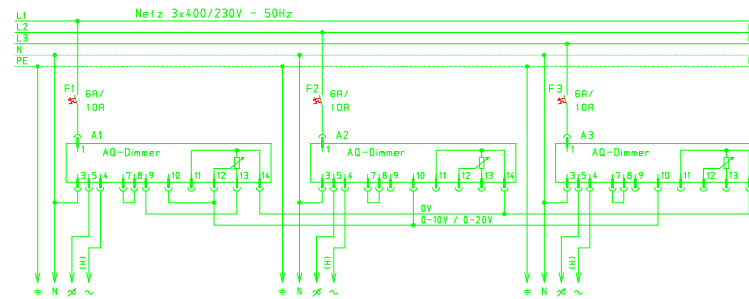 L1 Netz 3x400/230V - 50Hz
L2
L3
N
PE
F1 6A/ 10A F2 6A/ 10A F3 6A/ 10A
A1 A2 A3
1 AQ-Dimmer 1 AQ-Dimmer 1 AQ-Dimmer
3 5 4 7 8 9 10 11 12 13 14 3 5 4 7 8 9 10 11 12 13 14 3 5 4 7 8 9 10 11 12 13
0V
0-10V / 0-20V
(H) (H) (H)
N ~ N ~ N ~